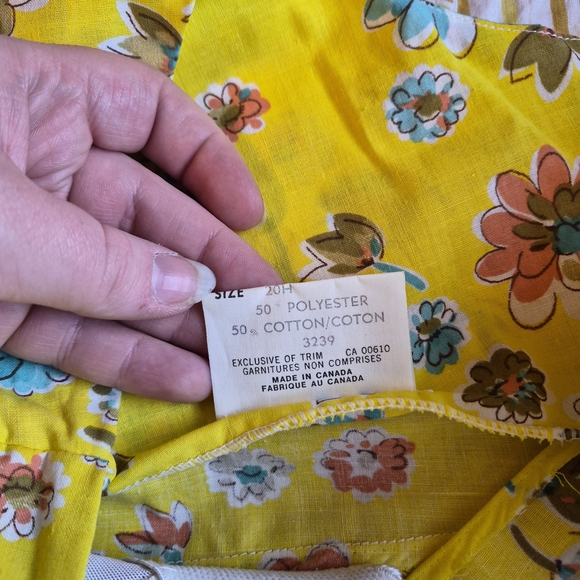 SIZE 20H
50% POLYESTER
50% COTTON/COTON
3239
EXCLUSIVE OF TRIM CA 00610
GARNITURES NON COMPRISES
MADE IN CANADA
FABRIQUE AU CANADA